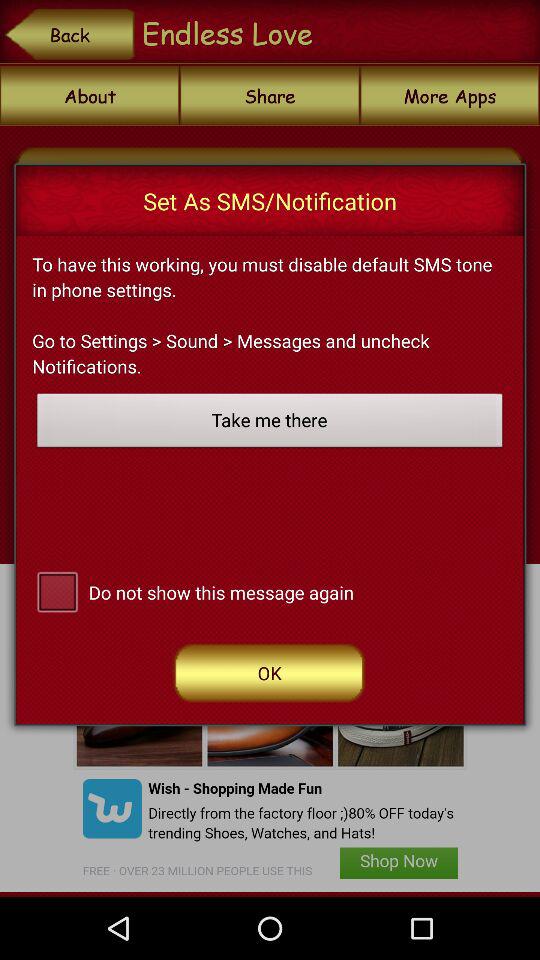 Back
Endless Love
About
Share
More Apps
Set As SMS/Notification
To have this working, you must disable default SMS tone
in phone settings.
Go to Settings > Sound > Messages and uncheck
Notifications.
Take me there
Do not show this message again
OK
Wish - Shopping Made Fun
Directly from the factory floor ;)80% OFF today's
trending Shoes, Watches, and Hats!
FREE · OVER 23 MILLION PEOPLE USE THIS
Shop Now